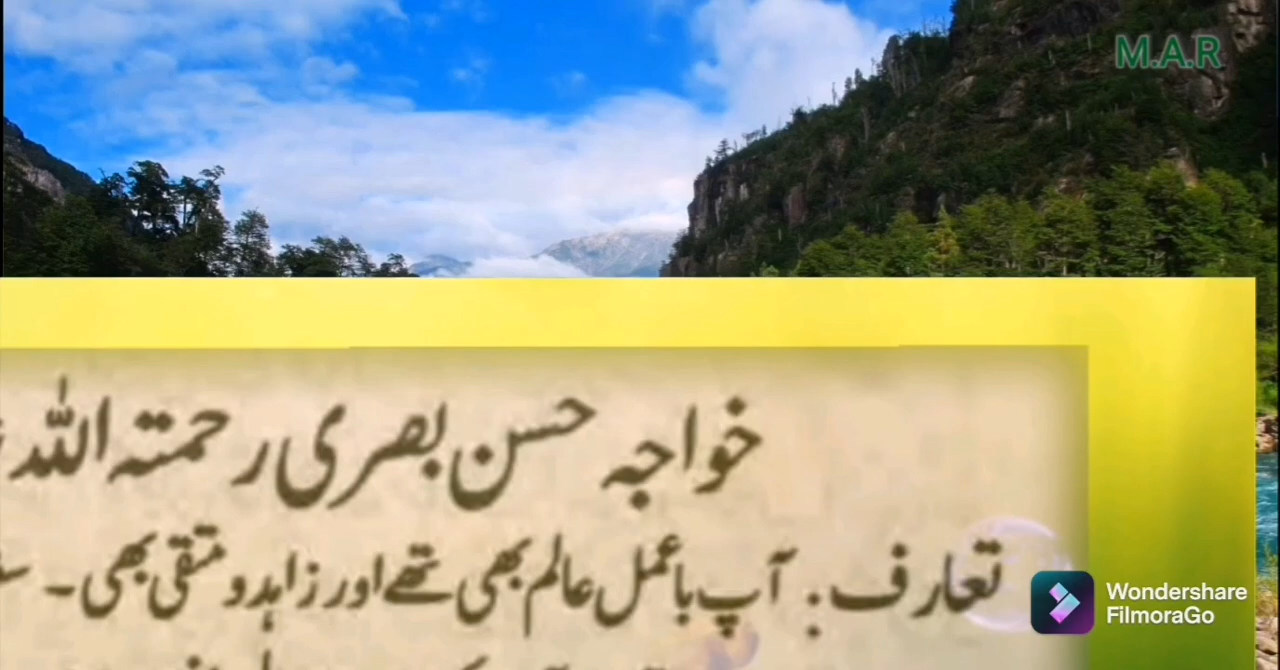 M.A.R
خواجہ حسن بصری رحمتہ اللہ
تعارف: آپ باعمل عالم بھی تھے اور زاہد و متقی بھی۔
Wondershare
FilmoraGo